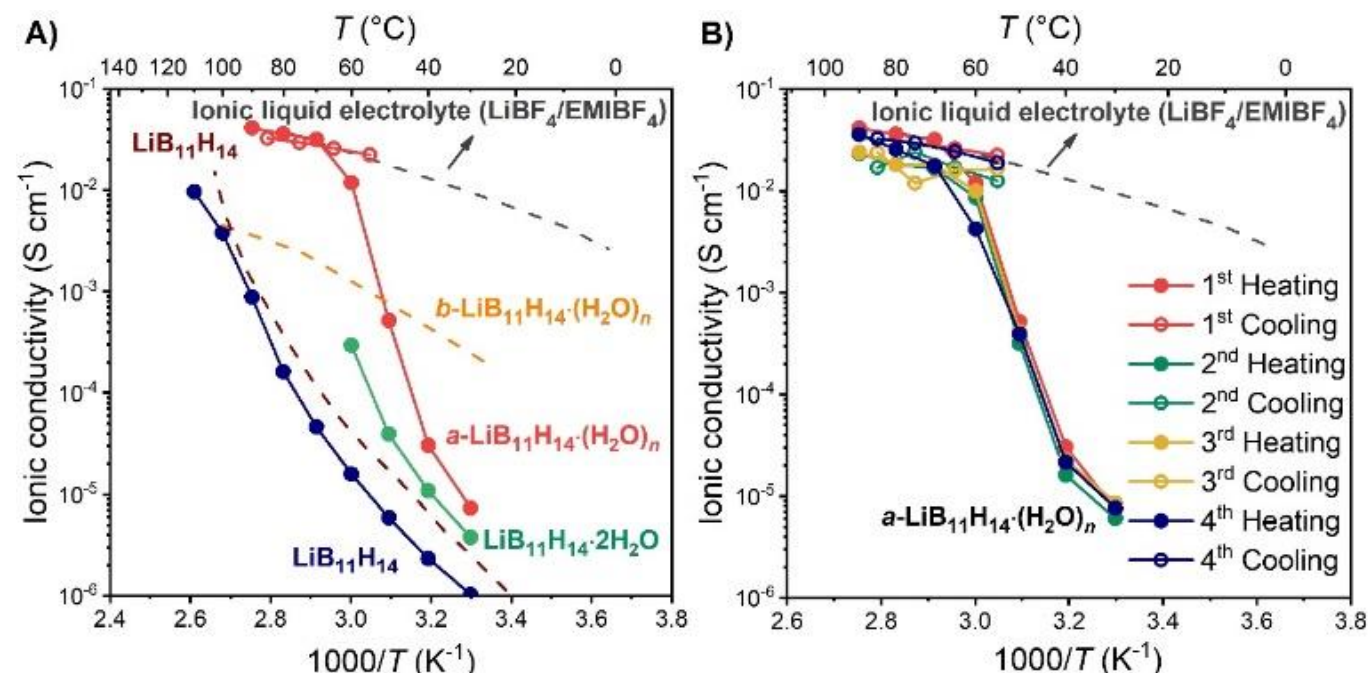 A)
T (°C)
140 120 100 80 60 40 20 0
10⁻¹
10⁻²
10⁻³
10⁻⁴
10⁻⁵
10⁻⁶
Ionic conductivity (S cm⁻¹)
Ionic liquid electrolyte (LiBF₄/EMIBF₄)
LiB₁₁H₁₄
b-LiB₁₁H₁₄·(H₂O)ₙ
a-LiB₁₁H₁₄·(H₂O)ₙ
LiB₁₁H₁₄·2H₂O
LiB₁₁H₁₄
2.4 2.6 2.8 3.0 3.2 3.4 3.6 3.8
1000/T (K⁻¹)
B)
T (°C)
100 80 60 40 20 0
10⁻¹
10⁻²
10⁻³
10⁻⁴
10⁻⁵
10⁻⁶
Ionic conductivity (S cm⁻¹)
Ionic liquid electrolyte (LiBF₄/EMIBF₄)
1ˢᵗ Heating
1ˢᵗ Cooling
2ⁿᵈ Heating
2ⁿᵈ Cooling
3ʳᵈ Heating
3ʳᵈ Cooling
4ᵗʰ Heating
4ᵗʰ Cooling
a-LiB₁₁H₁₄·(H₂O)ₙ
2.6 2.8 3.0 3.2 3.4 3.6 3.8
1000/T (K⁻¹)